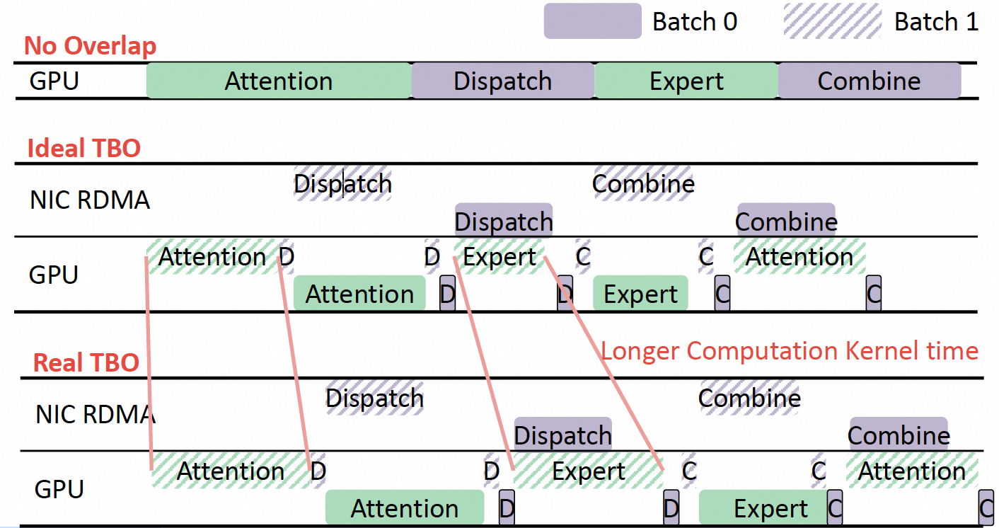 Batch 0 Batch 1
No Overlap
GPU Attention Dispatch Expert Combine
Ideal TBO
Dispatch Combine
NIC RDMA
Dispatch Combine
Attention D D Expert C C Attention
GPU
Attention D D Expert C C
Longer Computation Kernel time
Real TBO
Dispatch Combine
NIC RDMA
Dispatch Combine
Attention D D Expert C C Attention
GPU
Attention D D Expert C C